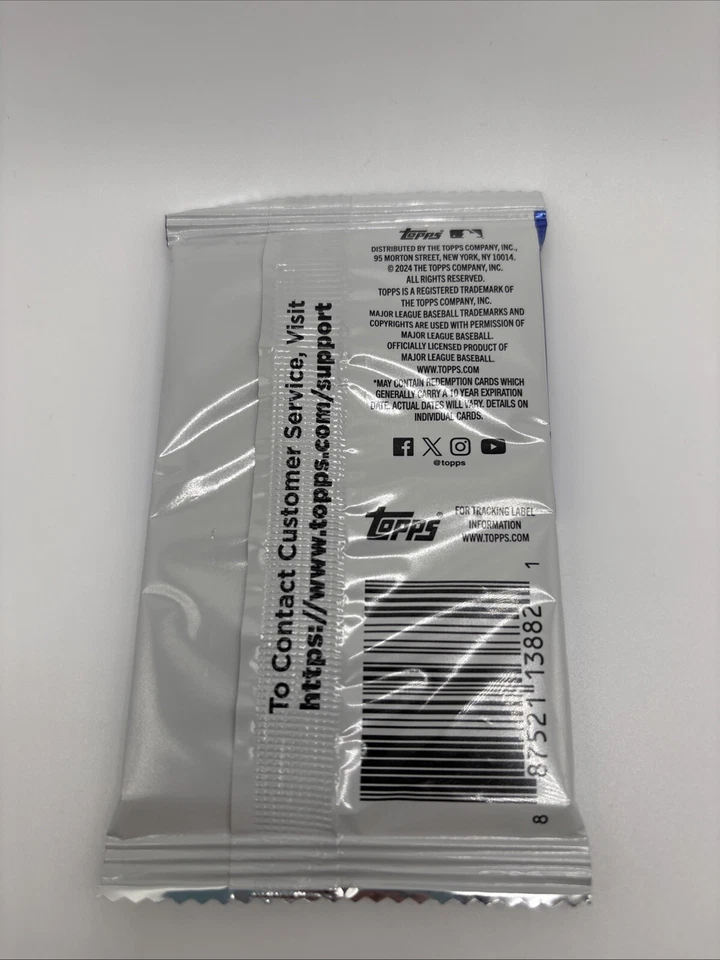 Topps
DISTRIBUTED BY THE TOPPS COMPANY, INC.,
95 MORTON STREET, NEW YORK, NY 10014.
© 2024 THE TOPPS COMPANY, INC.
ALL RIGHTS RESERVED.
TOPPS IS A REGISTERED TRADEMARK OF
THE TOPPS COMPANY, INC.
MAJOR LEAGUE BASEBALL TRADEMARKS AND
COPYRIGHTS ARE USED WITH PERMISSION OF
MAJOR LEAGUE BASEBALL.
OFFICIALLY LICENSED PRODUCT OF
MAJOR LEAGUE BASEBALL.
WWW.TOPPS.COM
*MAY CONTAIN REDEMPTION CARDS WHICH
GENERALLY CARRY A 10 YEAR EXPIRATION
DATE. ACTUAL DATES WILL VARY. DETAILS ON
INDIVIDUAL CARDS.
@topps
Topps®
FOR TRACKING LABEL
INFORMATION
WWW.TOPPS.COM
To Contact Customer Service, Visit
https://www.topps.com/support
8 87521 13882 1